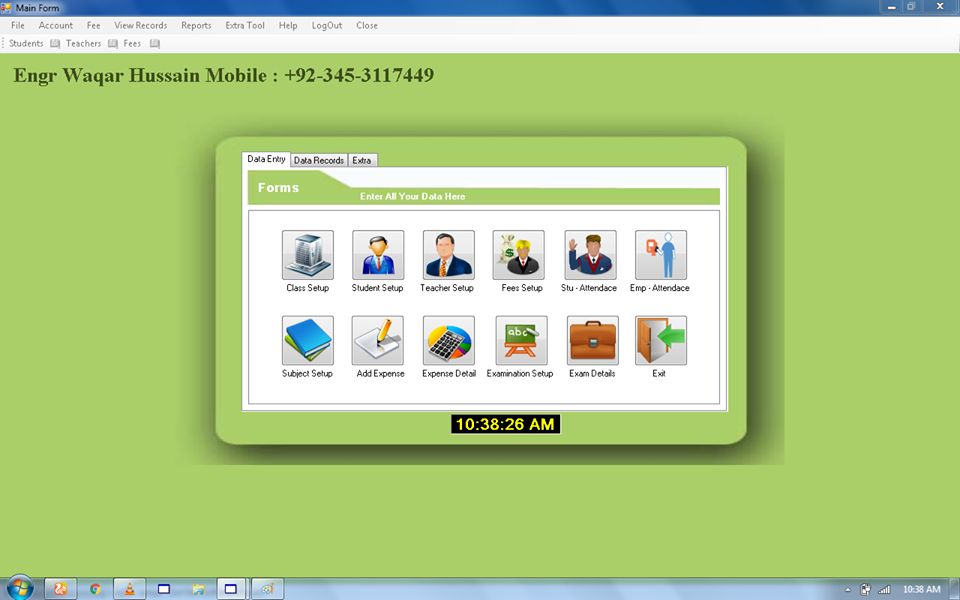 Main Form
File Account Fee View Records Reports Extra Tool Help LogOut Close
Students Teachers Fees
Engr Waqar Hussain Mobile : +92-345-3117449
Data Entry Data Records Extra
Forms
Enter All Your Data Here
Class Setup Student Setup Teacher Setup Fees Setup Stu - Attendace Emp - Attendace
abc
Subject Setup Add Expense Expense Detail Examination Setup Exam Details Exit
10:38:26 AM
10:38 AM